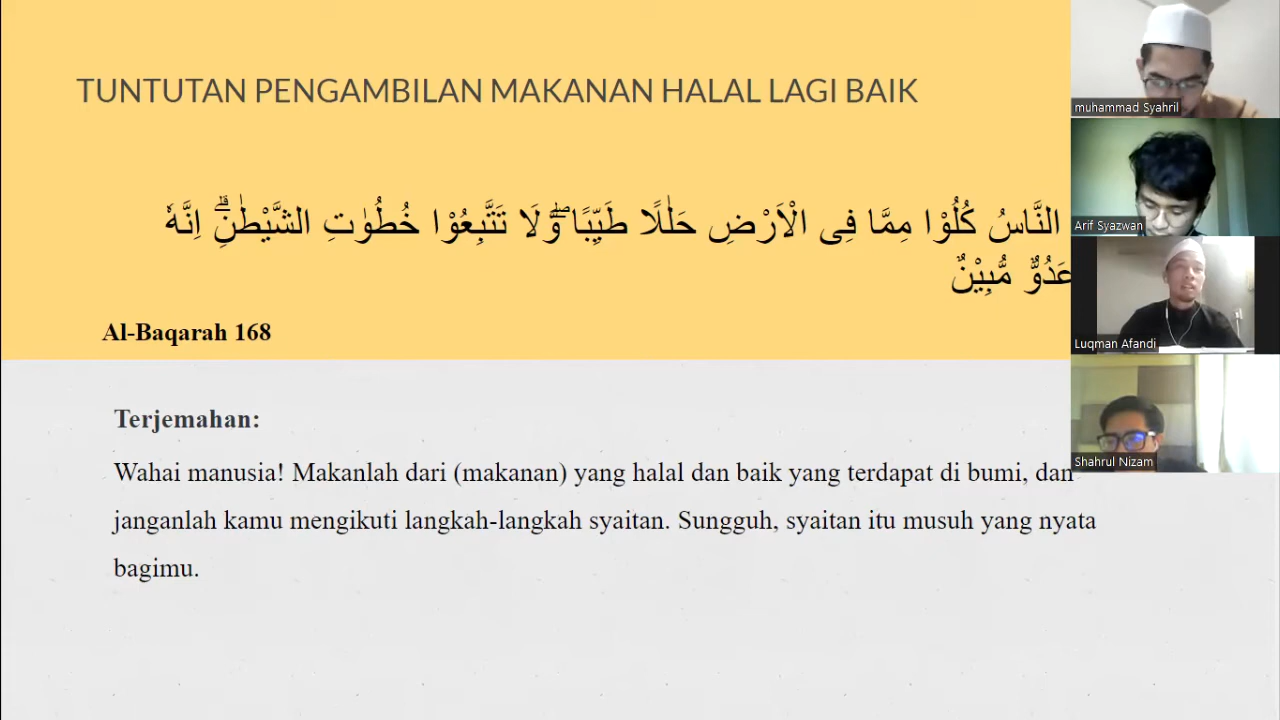 TUNTUTAN PENGAMBILAN MAKANAN HALAL LAGI BAIK
النَّاسُ كُلُوْا مِمَّا فِى الْاَرْضِ حَلٰلًا طَيِّبًا ۖوَّلَا تَتَّبِعُوْا خُطُوٰتِ الشَّيْطٰنِۗ اِنَّهٗ
عَدُوٌّ مُّبِيْنٌ
Al-Baqarah 168
Terjemahan:
Wahai manusia! Makanlah dari (makanan) yang halal dan baik yang terdapat di bumi, dan
janganlah kamu mengikuti langkah-langkah syaitan. Sungguh, syaitan itu musuh yang nyata
bagimu.
muhammad Syahril
Arif Syazwan
Luqman Afandi
Shahrul Nizam